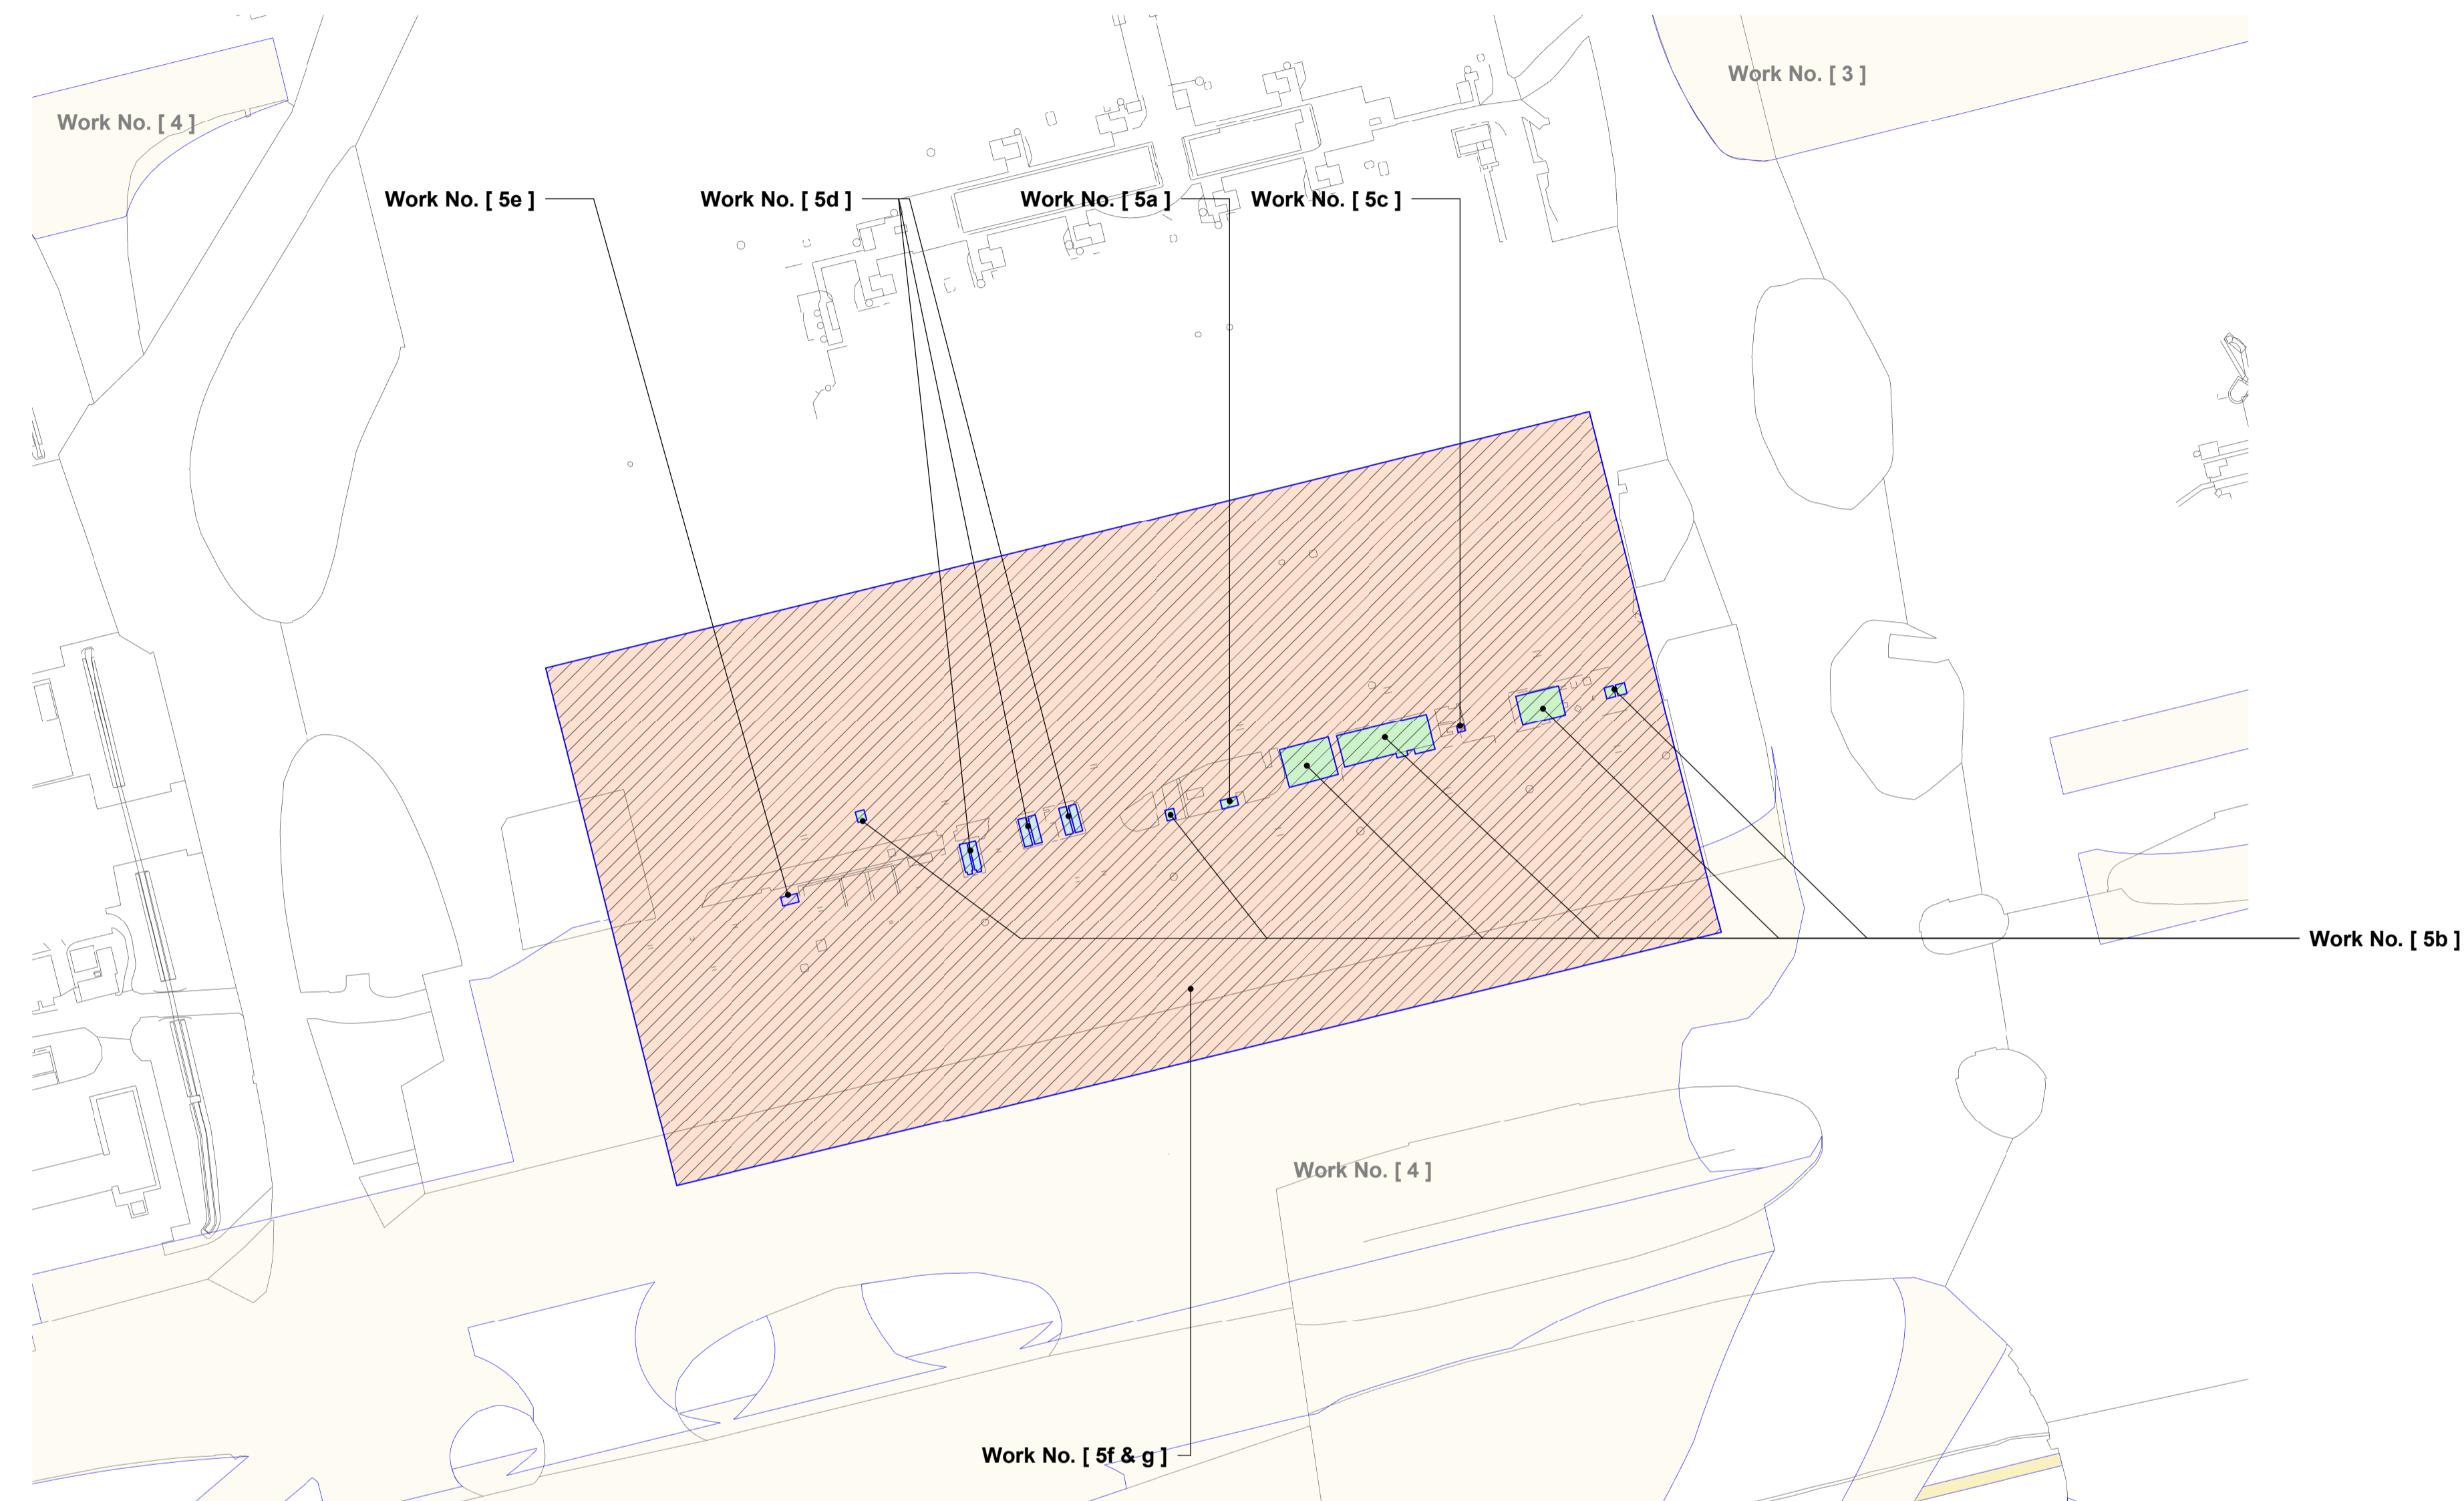 Work No. [ 3 ]
Work No. [ 4 ]
Work No. [ 5e ]
Work No. [ 5d ]
Work No. [ 5a ]
Work No. [ 5c ]
Work No. [ 5b ]
Work No. [ 4 ]
Work No. [ 5f & g ]